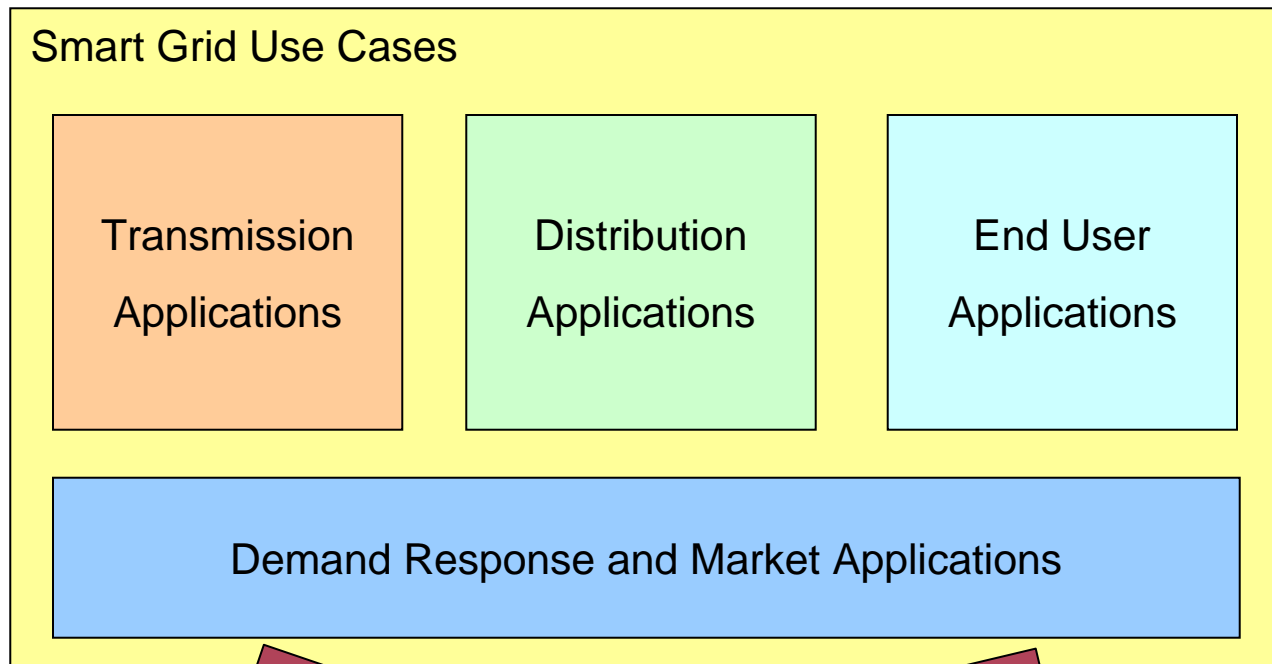 Smart Grid Use Cases
Transmission
Applications
Distribution
Applications
End User
Applications
Demand Response and Market Applications